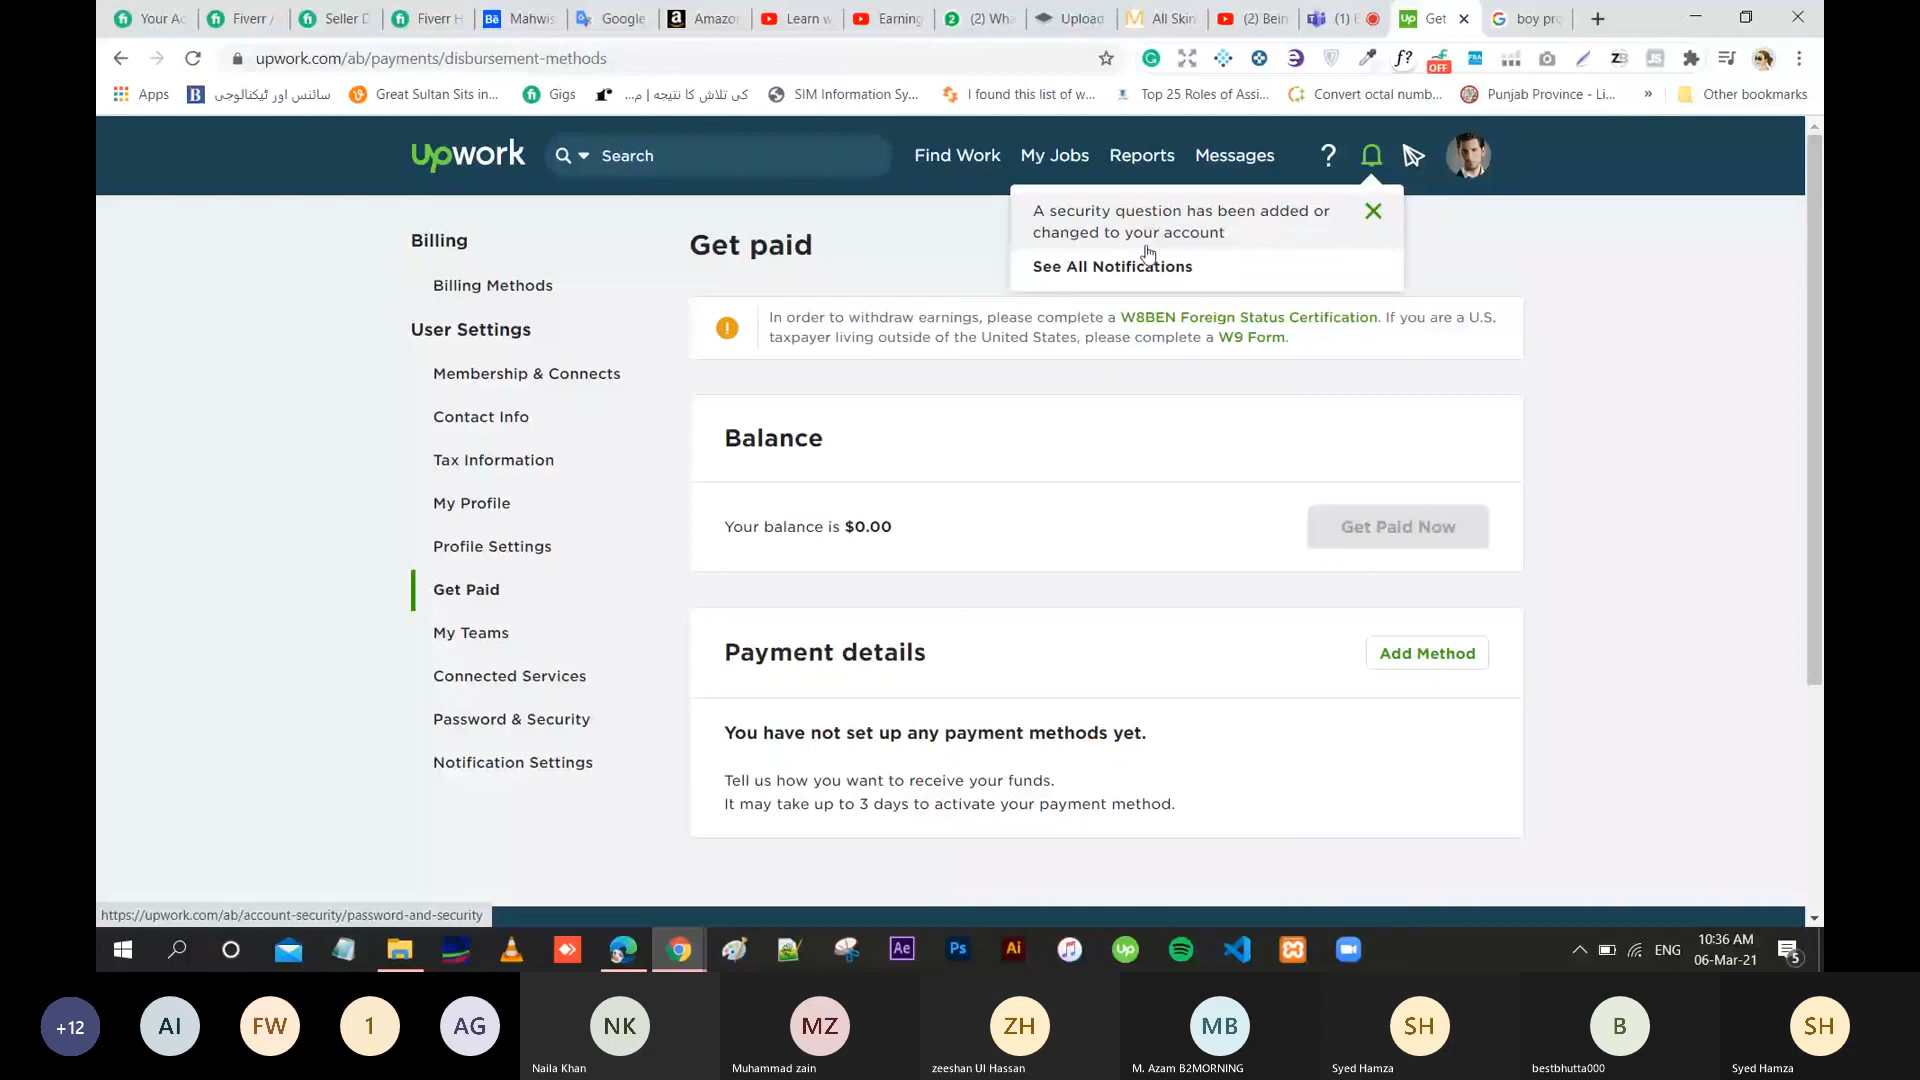 Your Ac
Fiverr /
Seller D
Fiverr H
Mahwis
Google
Amazo
Learn w
Earning
(2) Wha
Upload
All Skin
(2) Bein
(1)
Get
boy pro
upwork.com/ab/payments/disbursement-methods
f?
OFF
Apps
سائنس اور ٹیکنالوجی
Great Sultan Sits in...
Gigs
کی تلاش کا نتیجہ | م...
SIM Information Sy...
I found this list of w...
Top 25 Roles of Assi...
Convert octal numb...
Punjab Province - Li...
»
Other bookmarks
upwork
Search
Find Work
My Jobs
Reports
Messages
?
A security question has been added or
changed to your account
See All Notifications
Billing
Billing Methods
User Settings
Membership & Connects
Contact Info
Tax Information
My Profile
Profile Settings
Get Paid
My Teams
Connected Services
Password & Security
Notification Settings
Get paid
In order to withdraw earnings, please complete a W8BEN Foreign Status Certification. If you are a U.S.
taxpayer living outside of the United States, please complete a W9 Form.
Balance
Your balance is $0.00
Get Paid Now
Payment details
Add Method
You have not set up any payment methods yet.
Tell us how you want to receive your funds.
It may take up to 3 days to activate your payment method.
https://upwork.com/ab/account-security/password-and-security
Ae
Ps
Ai
up
ENG
10:36 AM
06-Mar-21
5
+12
AI
FW
1
AG
NK
Naila Khan
MZ
Muhammad zain
ZH
zeeshan Ul Hassan
MB
M. Azam B2MORNING
SH
Syed Hamza
B
bestbhutta000
SH
Syed Hamza